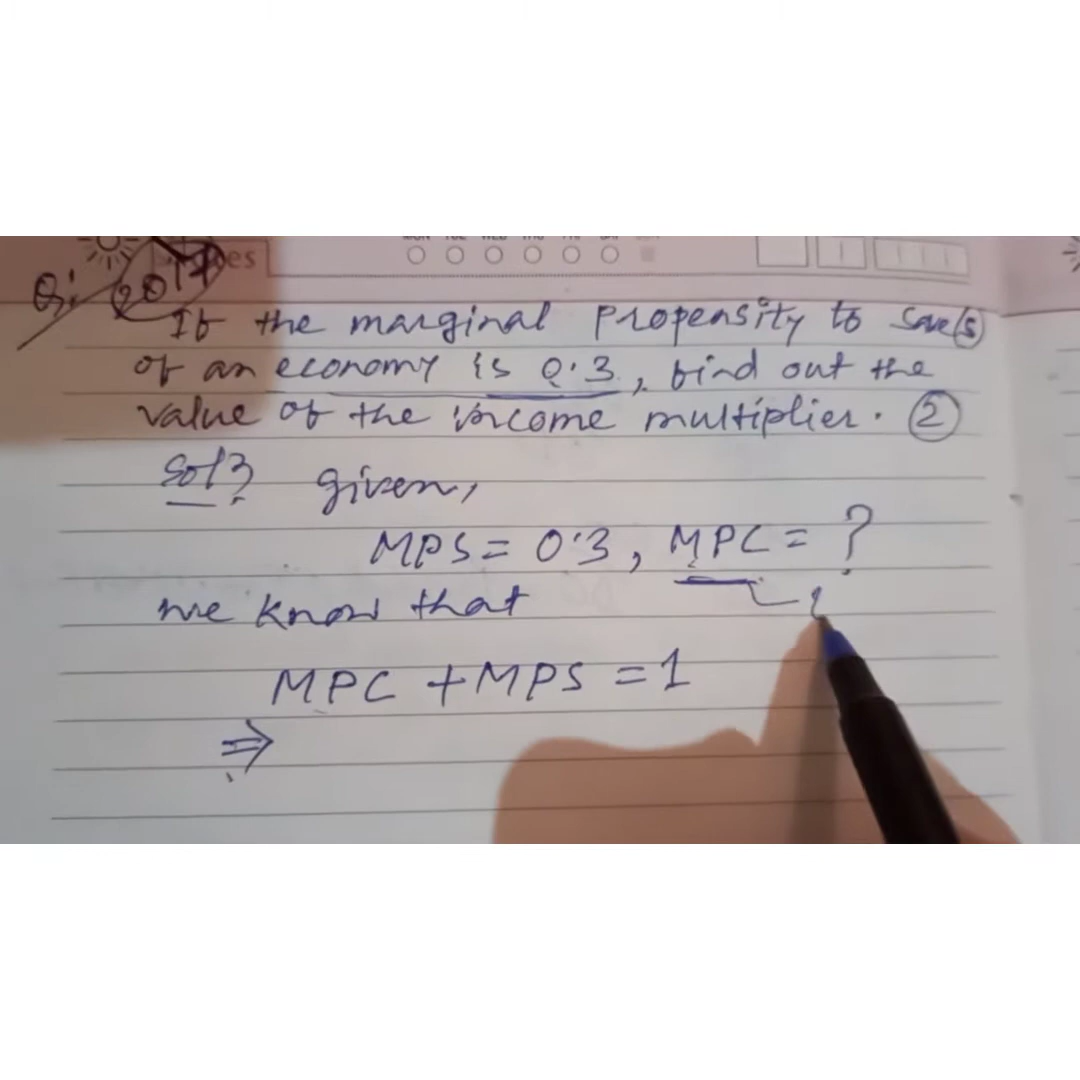 Q: 2017
If the marginal propensity to save(s)
of an economy is 0.3, find out the
value of the income multiplier. (2)
Sol? given,
MPS = 0.3, MPC = ?
we know that
MPC + MPS = 1
⇒